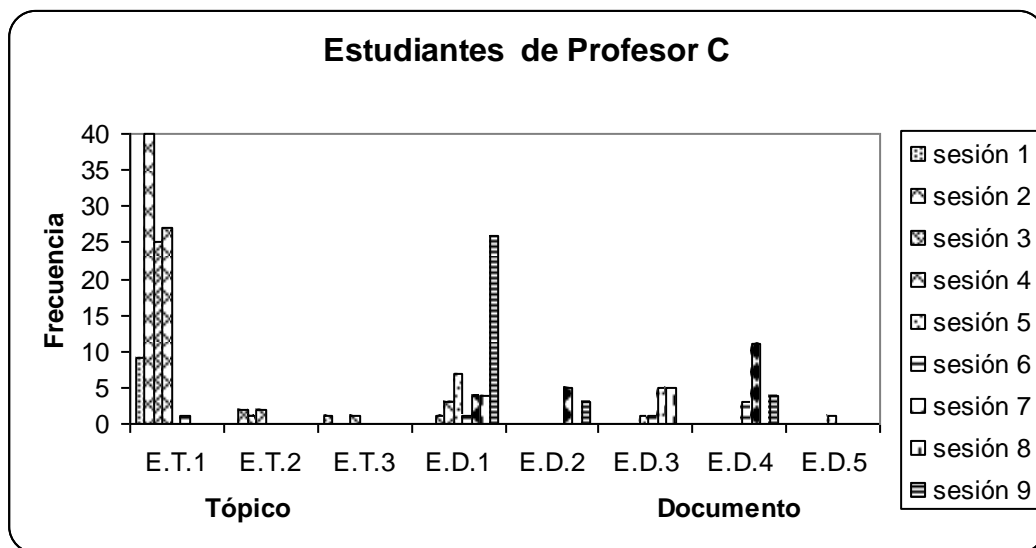 Estudiantes de Profesor C
Frecuencia
40
35
30
25
20
15
10
5
0
E.T.1 E.T.2 E.T.3 E.D.1 E.D.2 E.D.3 E.D.4 E.D.5
Tópico Documento
sesión 1
sesión 2
sesión 3
sesión 4
sesión 5
sesión 6
sesión 7
sesión 8
sesión 9